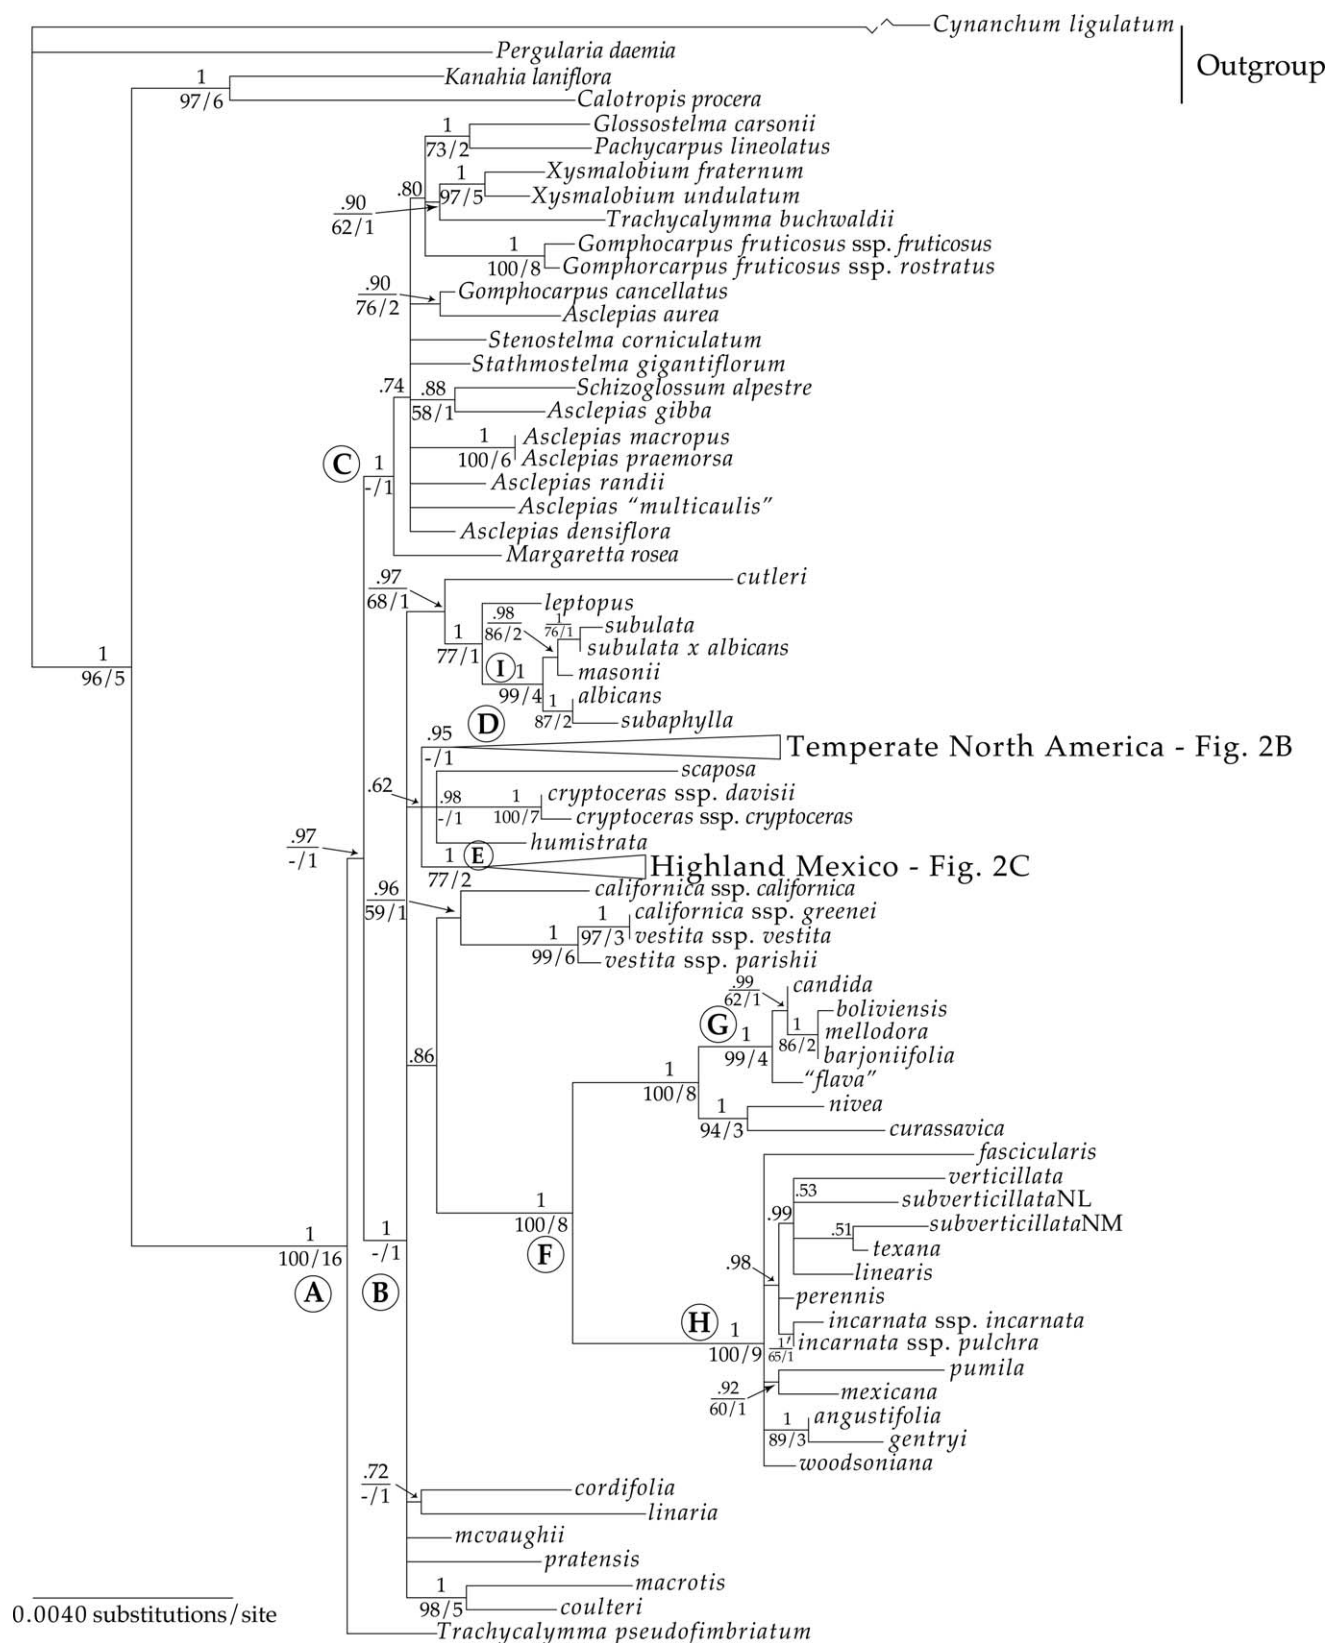 Cynanchum ligulatum
Pergularia daemia
Outgroup
1
Kanahia laniflora
97/6
Calotropis procera
1
Glossostelma carsonii
73/2
Pachycarpus lineolatus
1
Xysmalobium fraternum
.80
97/5
Xysmalobium undulatum
.90
62/1
Trachycalymma buchwaldii
1
Gomphocarpus fruticosus ssp. fruticosus
100/8
Gomphorcarpus fruticosus ssp. rostratus
.90
76/2
Gomphocarpus cancellatus
Asclepias aurea
Stenostelma corniculatum
Stathmostelma gigantiflorum
.74
.88
Schizoglossum alpestre
58/1
Asclepias gibba
1
Asclepias macropus
C
1
100/6
Asclepias praemorsa
-/1
Asclepias randii
Asclepias “multicaulis”
Asclepias densiflora
Margaretta rosea
.97
68/1
cutleri
leptopus
.98
86/2
1
76/1
subulata
1
77/1
subulata x albicans
I
1
masonii
99/4
1
albicans
87/2
subaphylla
D
.95
-/1
Temperate North America - Fig. 2B
scaposa
.62
.98
-/1
1
100/7
cryptoceras ssp. davisii
cryptoceras ssp. cryptoceras
humistrata
.97
-/1
1
E
77/2
Highland Mexico - Fig. 2C
.96
59/1
californica ssp. californica
1
californica ssp. greenei
1
97/3
vestita ssp. vestita
99/6
vestita ssp. parishii
1
96/5
.99
62/1
candida
G
1
99/4
1
86/2
boliviensis
mellodora
barjoniifolia
.86
1
100/8
“flava”
1
nivea
94/3
curassavica
fascicularis
verticillata
.53
subverticillataNL
1
100/8
F
.99
subverticillataNM
.51
texana
1
100/16
A
1
-/1
B
.98
linearis
perennis
H
1
100/9
incarnata ssp. incarnata
1
65/1
incarnata ssp. pulchra
pumila
.92
60/1
mexicana
1
angustifolia
89/3
gentryi
woodsoniana
.72
-/1
cordifolia
linaria
mcvaughii
pratensis
1
macrotis
98/5
coulteri
0.0040 substitutions/site
Trachycalymma pseudofimbriatum